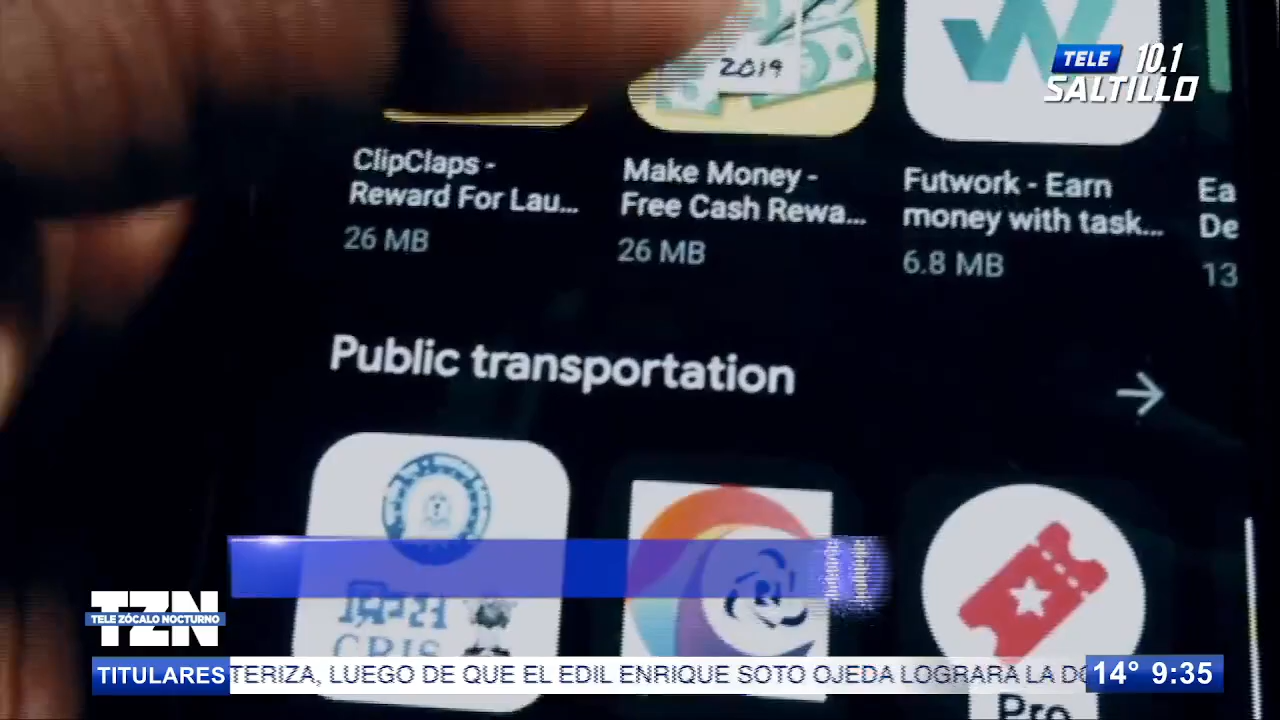 2019
TELE 10.1
SALTILLO
ClipClaps -
Reward For Lau...
26 MB
Make Money -
Free Cash Rewa...
26 MB
Futwork - Earn
money with task...
6.8 MB
Ea
De
13
Public transportation
क्रिस
CRIS
Pro
TZN
TELE ZÓCALO NOCTURNO
TITULARES
TERIZA, LUEGO DE QUE EL EDIL ENRIQUE SOTO OJEDA LOGRARA LA DO
14° 9:35